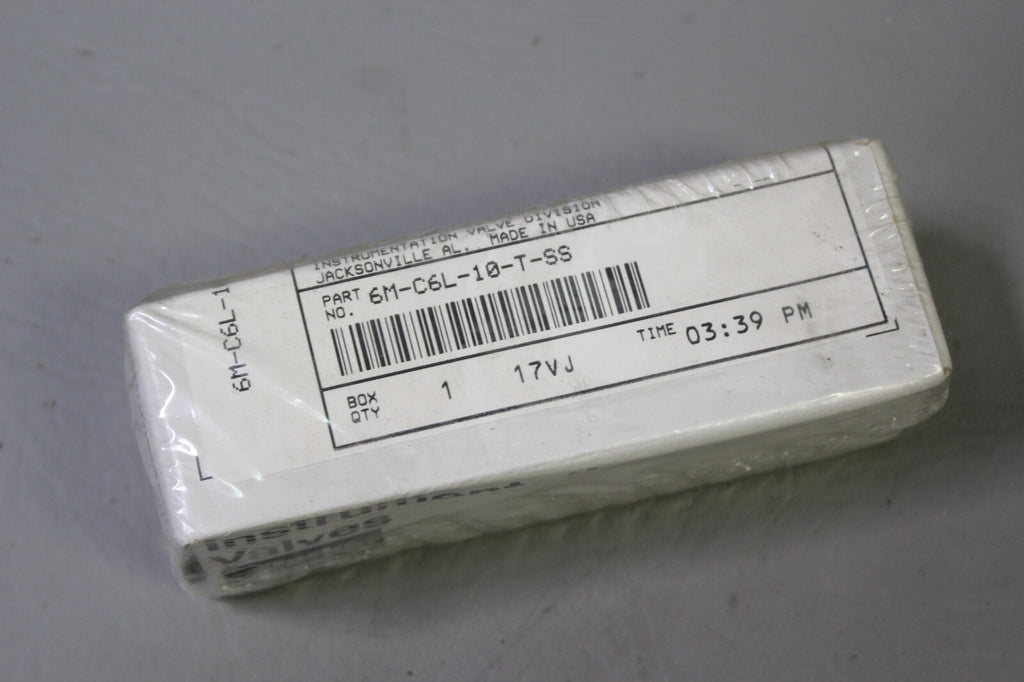 INSTRUMENTATION VALVE DIVISION
JACKSONVILLE AL. MADE IN USA
PART NO. 6M-C6L-10-T-SS
BOX QTY 1 17VJ TIME 03:39 PM
6M-C6L-1
Instrument
Valves